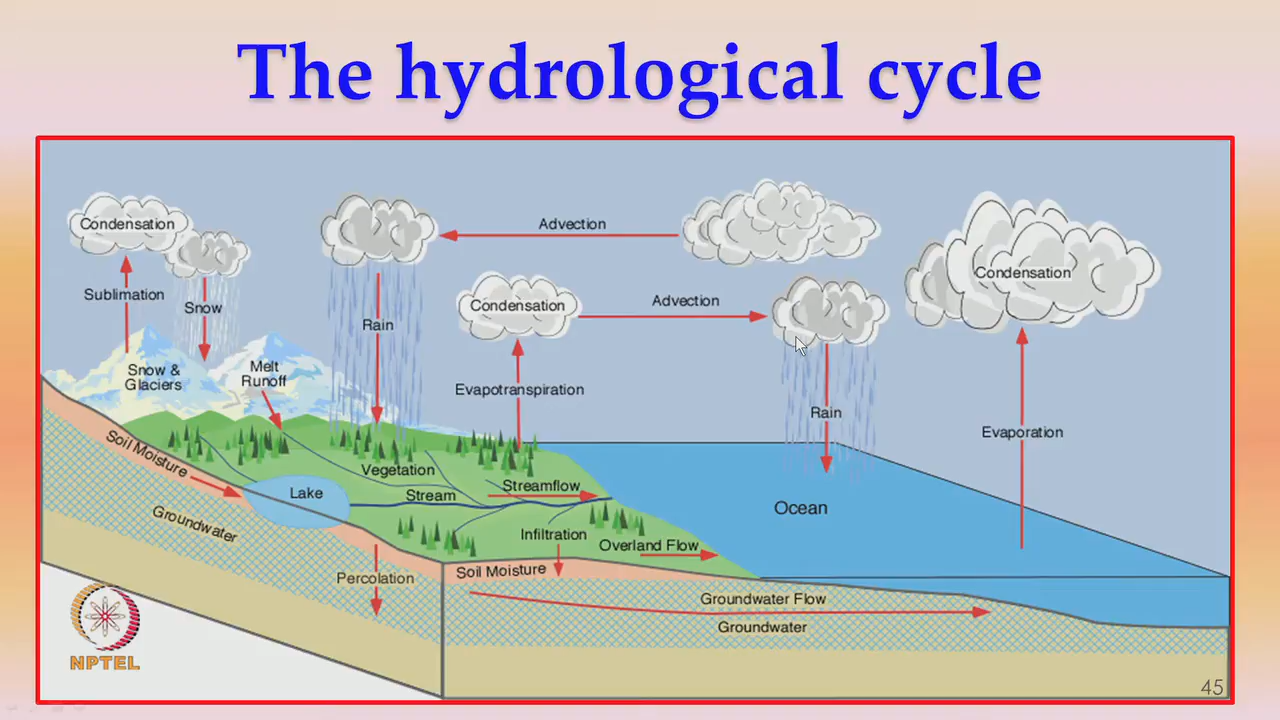 The hydrological cycle
Condensation
Advection
Condensation
Sublimation
Snow
Condensation
Advection
Rain
Snow &
Glaciers
Melt
Runoff
Evapotranspiration
Rain
Evaporation
Soil Moisture
Vegetation
Lake
Stream
Streamflow
Ocean
Groundwater
Infiltration
Overland Flow
Percolation
Soil Moisture
Groundwater Flow
Groundwater
NPTEL
45